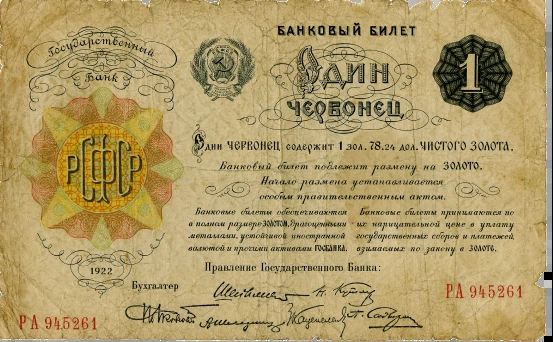 БАНКОВЫЙ БИЛЕТ
Государственный
Банк
ОДИН
ЧЕРВОНЕЦ
1
Один ЧЕРВОНЕЦ СОДЕРЖИТ 1 ЗОЛ. 78.24 ДОЛ. ЧИСТОГО ЗОЛОТА.
Банковый билет подлежит размену на ЗОЛОТО.
Начало размена устанавливается
особым правительственным актом.
Банковые билеты обеспечиваются
в полном размере ЗОЛОТОМ, драгоценными
металлами, устойчивой иностранной
валютой и прочими активами ГОСБАНКА.
Банковые билеты принимаются по
их нарицательной цене в уплату
государственных сборов и платежей,
взимаемых по закону в ЗОЛОТЕ.
РСФСР
1922
Правление Государственного Банка:
Бухгалтер
РА 945261
РА 945261